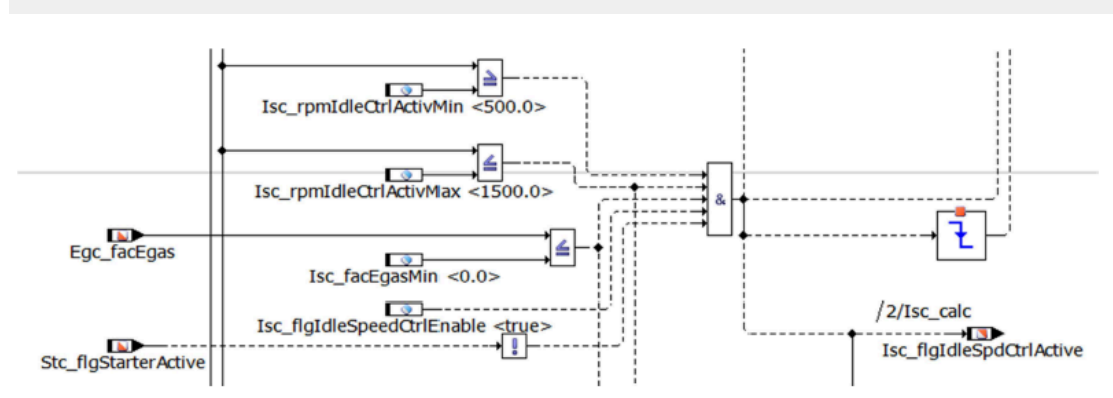 Isc_rpmIdleCtrlActivMin <500.0>
Isc_rpmIdleCtrlActivMax <1500.0>
&
Egc_facEgas
Isc_facEgasMin <0.0>
/2/Isc_calc
Isc_flgIdleSpeedCtrlEnable <true>
!
Stc_flgStarterActive
Isc_flgIdleSpdCtrlActive